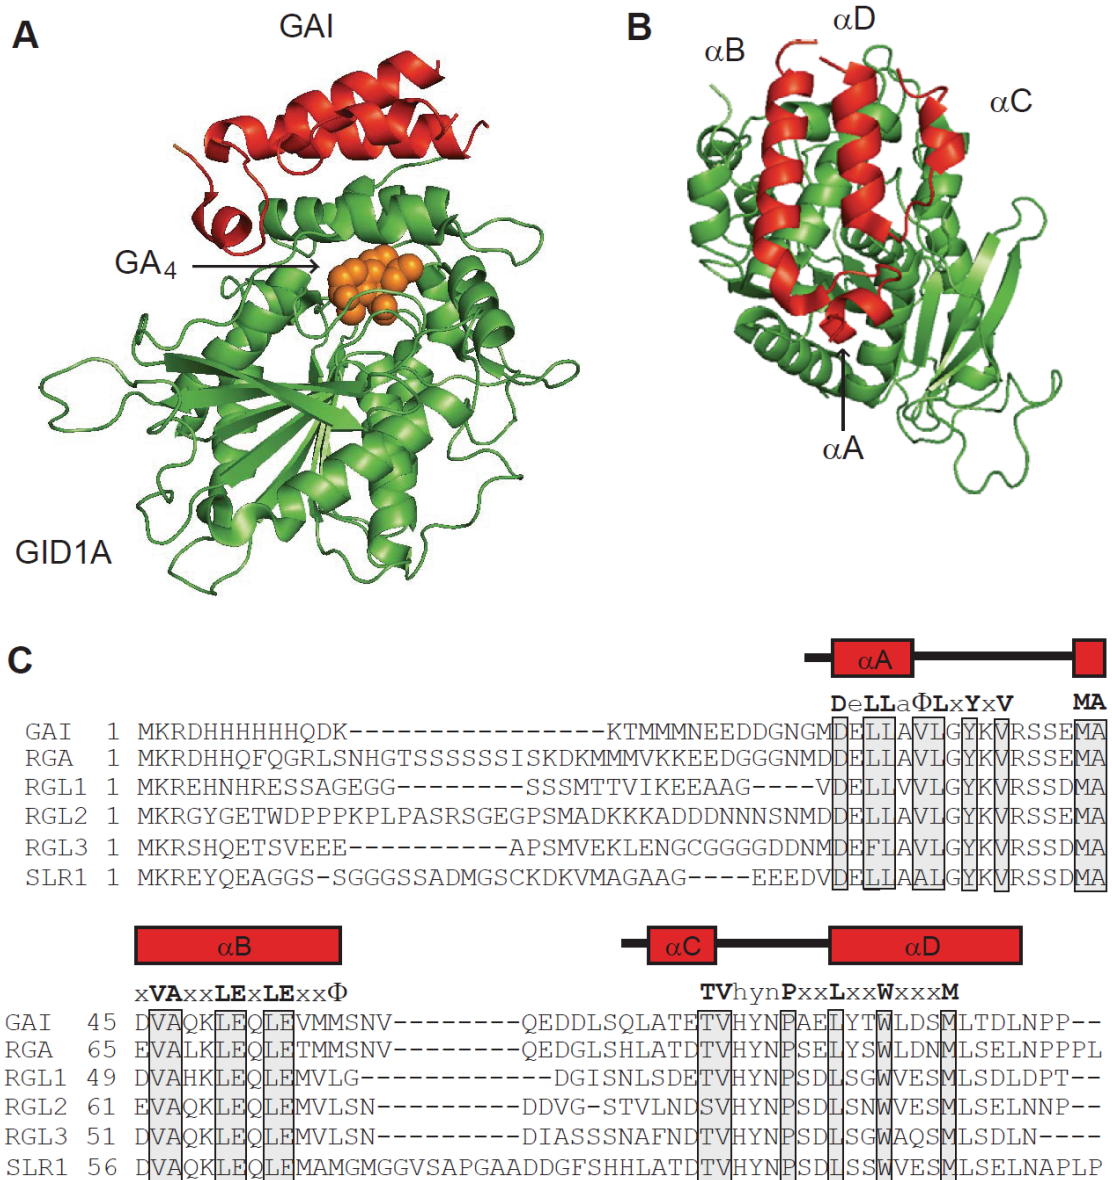 A
GAI
GA4
GID1A
B
αB
αD
αC
αA
C
αA
DeLLaΦLxYxV MA
GAI 1 MKRDHHHHHHQDK----------------KTMMMNEEDDGNGMDELLAVLGYKVRSSEMA
RGA 1 MKRDHHQFQGRLSNHGTSSSSSSISKDKMMMVKKEEDGGGNMDDELLAVLGYKVRSSEMA
RGL1 1 MKREHNHRESSAGEGG--------SSSMTTVIKEEAAG----VDELLVVLGYKVRSSDMA
RGL2 1 MKRGYGETWDPPPKPLPASRSGEGPSMADKKKADDDNNNSNMDDELLAVLGYKVRSSDMA
RGL3 1 MKRSHQETSVEEE----------APSMVEKLENGCGGGGDDNMDEFLAVLGYKVRSSDMA
SLR1 1 MKREYQEAGGS-SGGGSSADMGSCKDKVMAGAAG----EEEDVDELLAALGYKVRSSDMA
αB αC αD
xVAxxLExLExxΦ TVhynPxxLxxWxxxM
GAI 45 DVAQKLEQLEVMMSNV--------QEDDLSQLATETVHYNPAELYTWLDSMLTDLNPP--
RGA 65 EVALKLEQLETMMSNV--------QEDGLSHLATDTVHYNPSELYSWLDNMLSELNPPPL
RGL1 49 DVAHKLEQLEMVLG------------DGISNLSDETVHYNPSDLSGWVESMLSDLDPT--
RGL2 61 EVAQKLEQLEMVLSN---------DDVG-STVLNDSVHYNPSDLSNWVESMLSELNNP--
RGL3 51 DVAQKLEQLEMVLSN---------DIASSSNAFNDTVHYNPSDLSGWAQSMLSDLN----
SLR1 56 DVAQKLEQLEMAMGMGGVSAPGAADDGFSHHLATDTVHYNPSDLSSWVESMLSELNAPLP